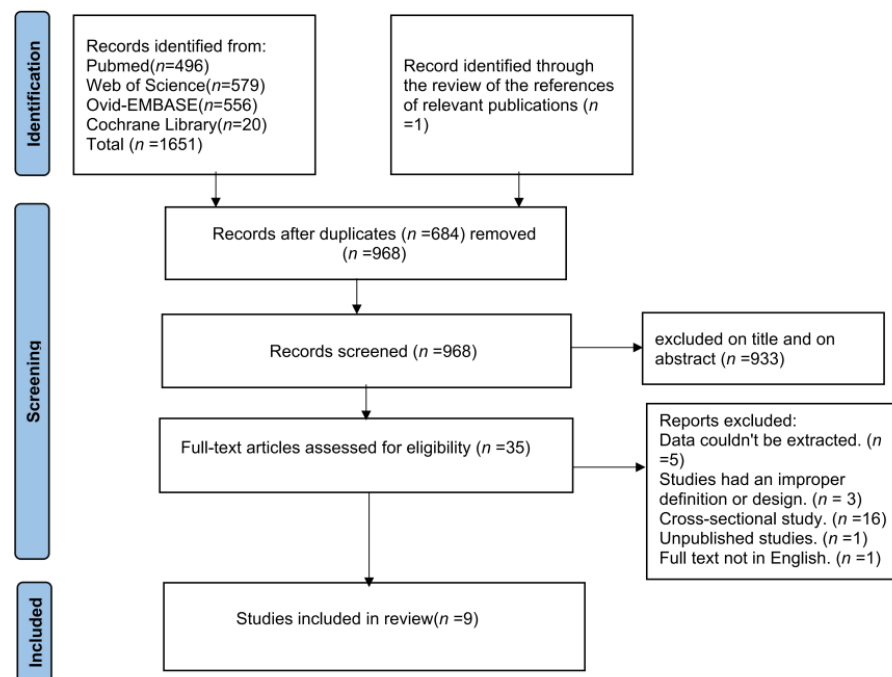 Identification
Records identified from:
Pubmed(n=496)
Web of Science(n=579)
Ovid-EMBASE(n=556)
Cochrane Library(n=20)
Total (n =1651)
Record identified through
the review of the references
of relevant publications (n
=1)
Screening
Records after duplicates (n =684) removed
(n =968)
Records screened (n =968)
excluded on title and on
abstract (n =933)
Full-text articles assessed for eligibility (n =35)
Reports excluded:
Data couldn't be extracted. (n
=5)
Studies had an improper
definition or design. (n = 3)
Cross-sectional study. (n =16)
Unpublished studies. (n =1)
Full text not in English. (n =1)
Included
Studies included in review(n =9)